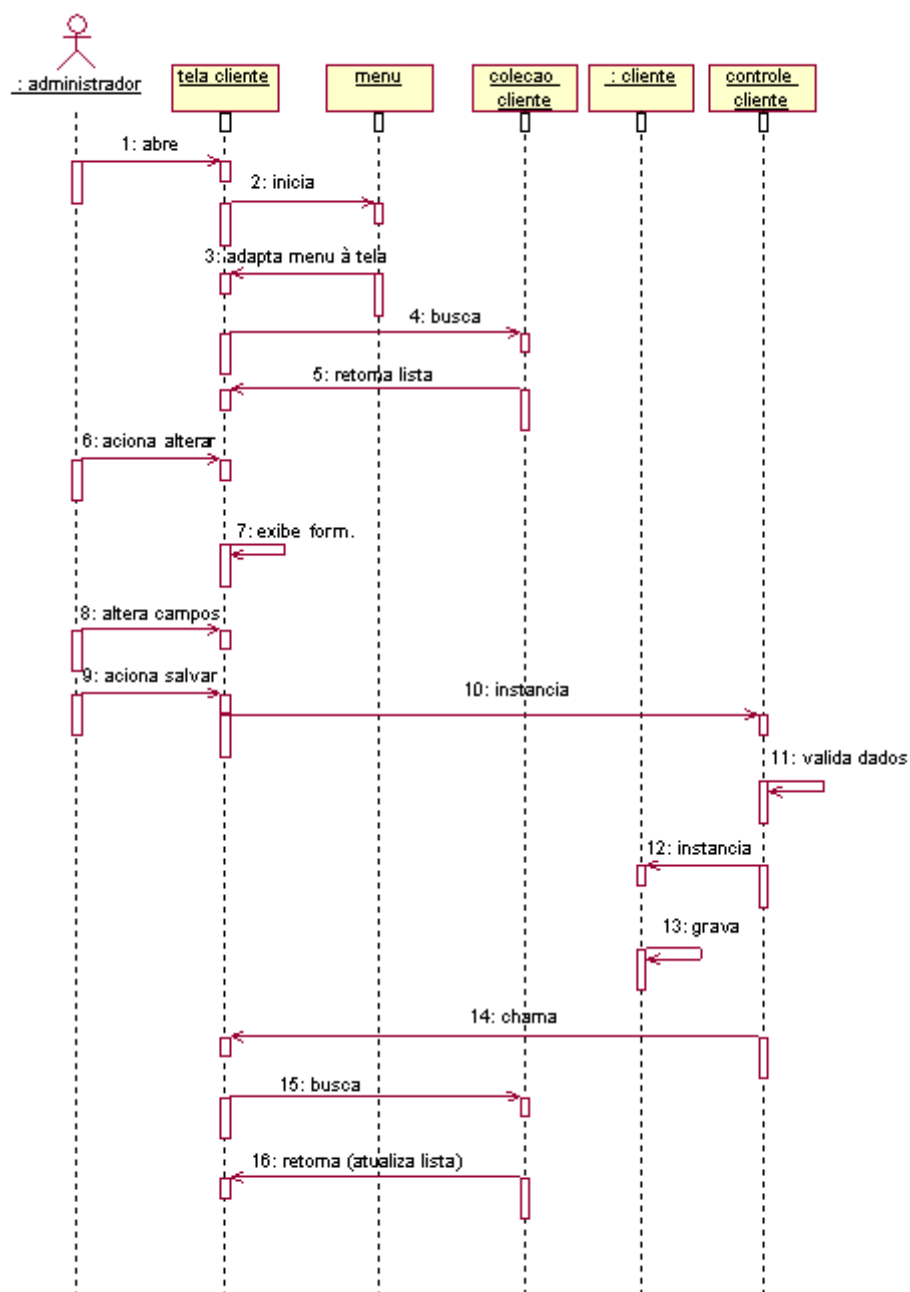 : administrador
tela cliente
menu
colecao
cliente
: cliente
controle
cliente
1: abre
2: inicia
3: adapta menu à tela
4: busca
5: retorna lista
6: aciona alterar
7: exibe form.
8: altera campos
9: aciona salvar
10: instancia
11: valida dados
12: instancia
13: grava
14: chama
15: busca
16: retorna (atualiza lista)